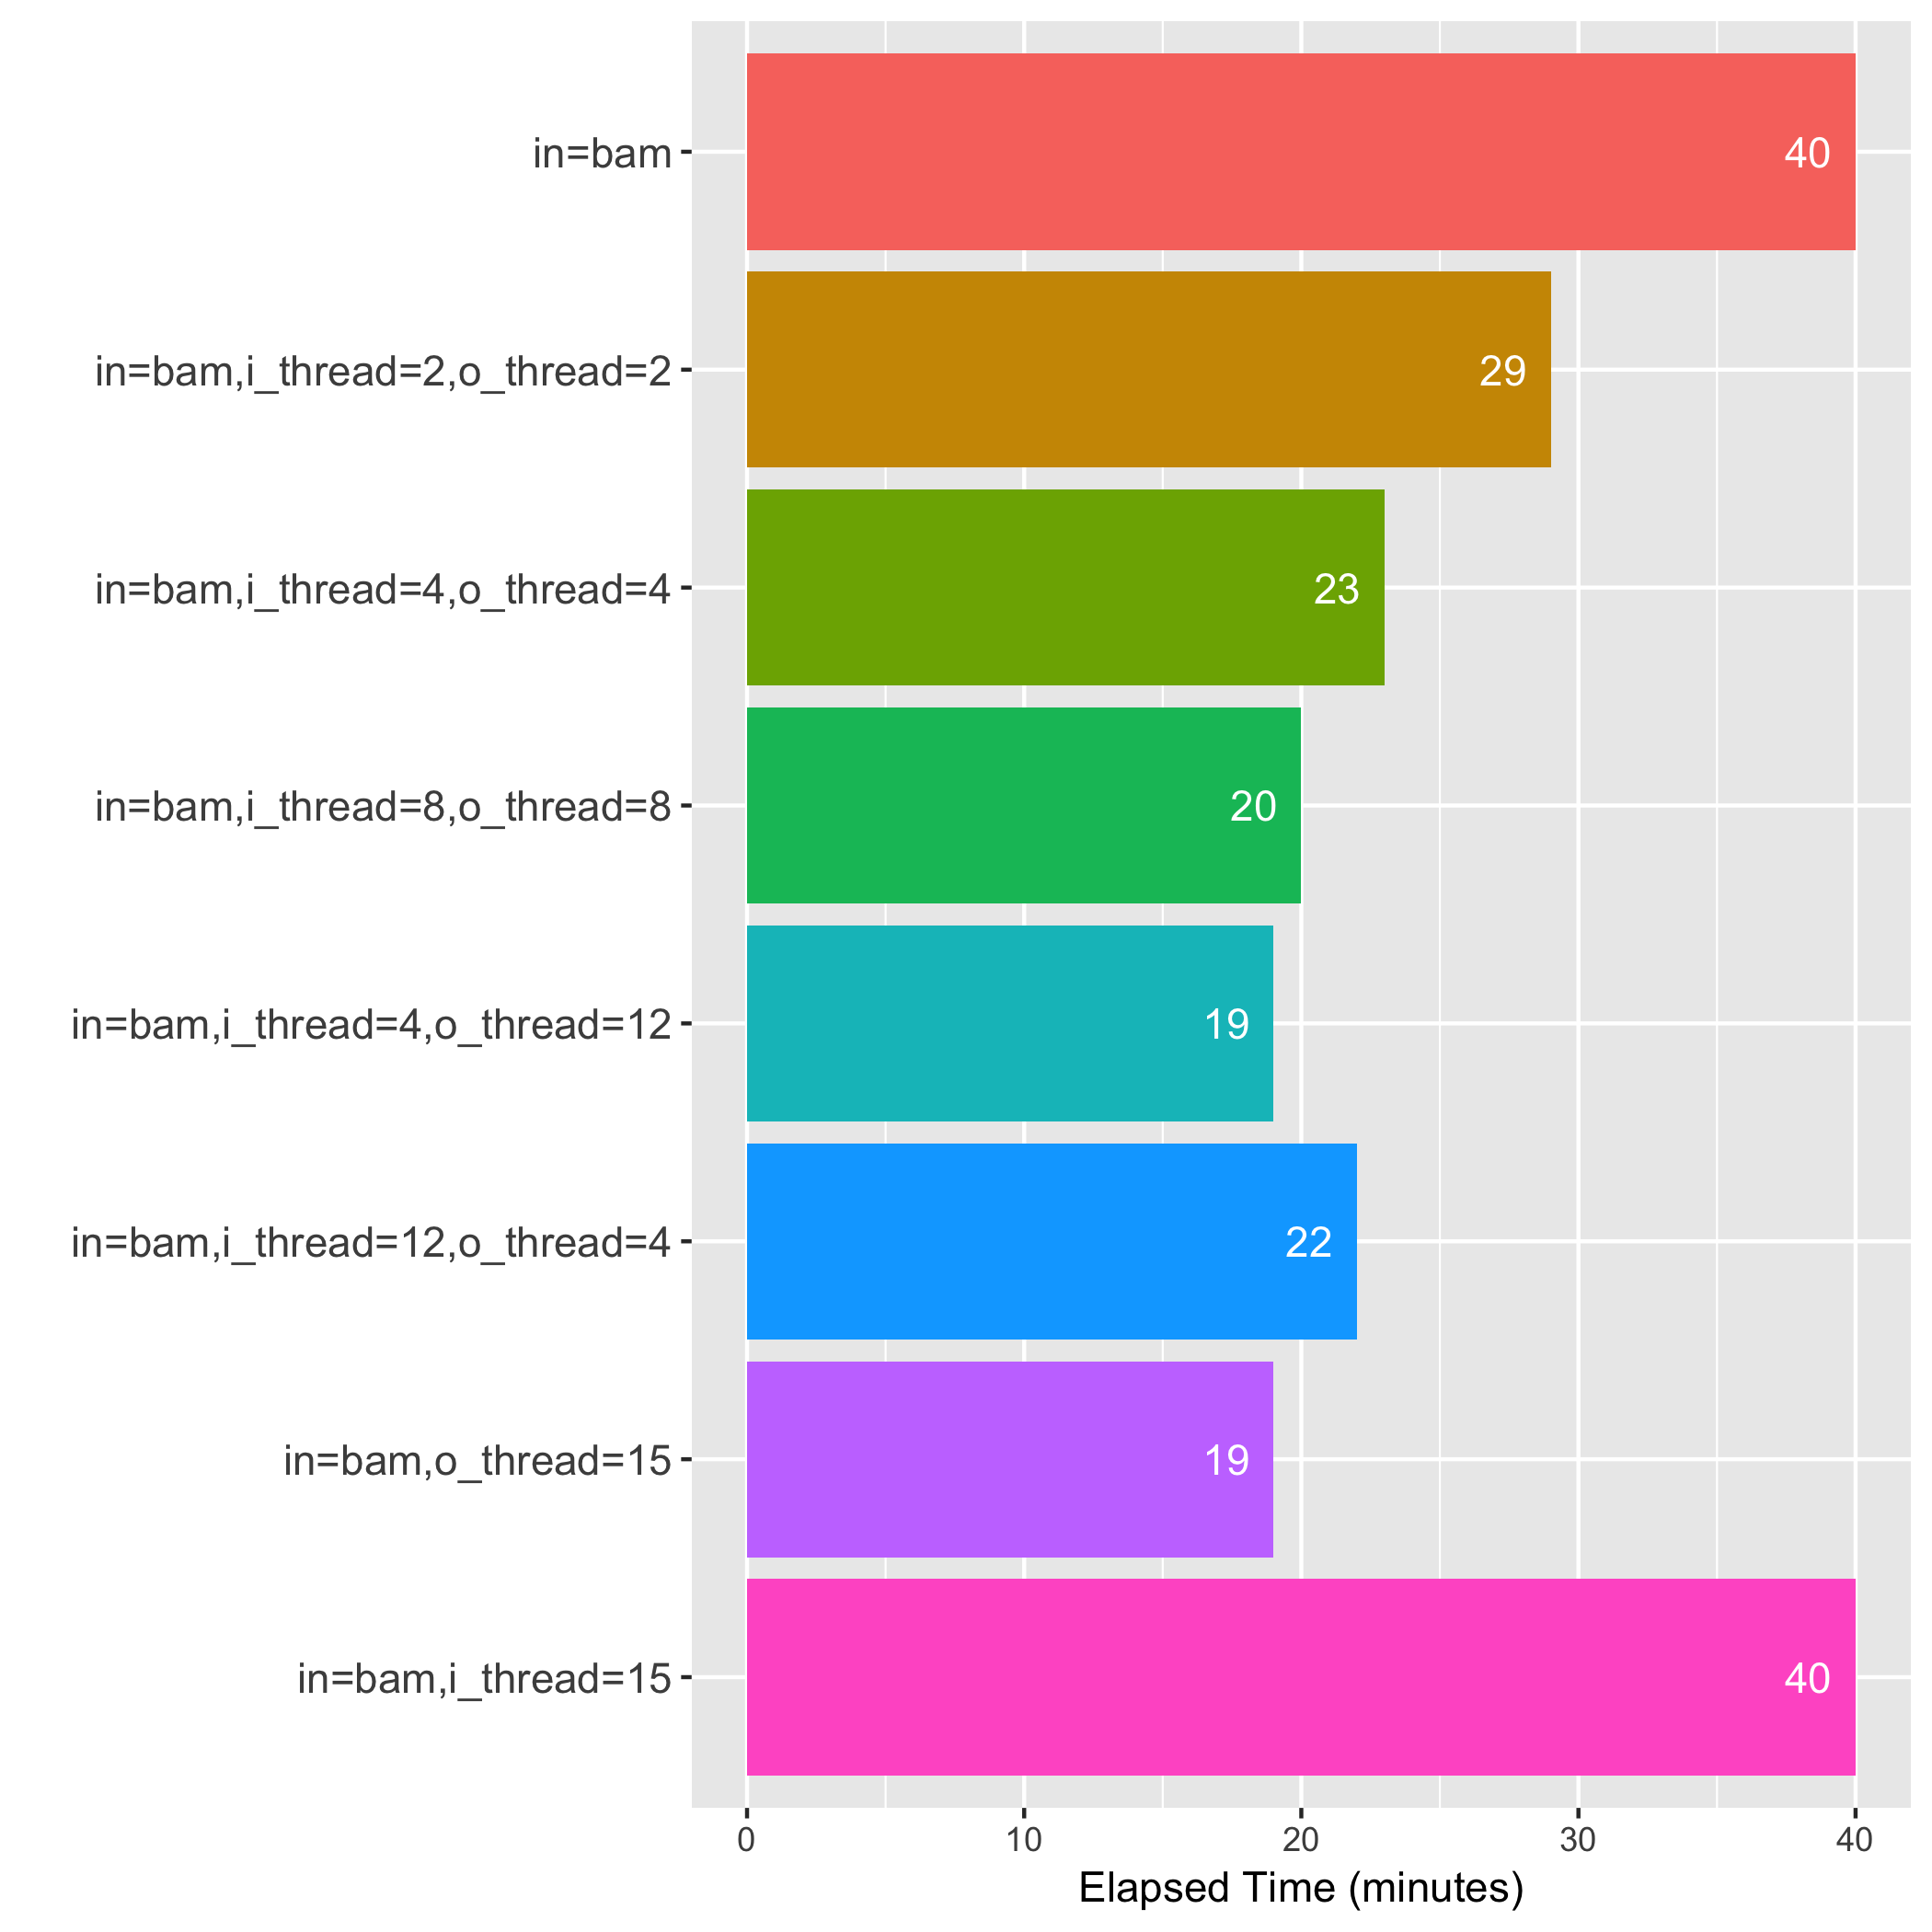 in=bam
40
in=bam,i_thread=2,o_thread=2
29
in=bam,i_thread=4,o_thread=4
23
in=bam,i_thread=8,o_thread=8
20
in=bam,i_thread=4,o_thread=12
19
in=bam,i_thread=12,o_thread=4
22
in=bam,o_thread=15
19
in=bam,i_thread=15
40
0 10 20 30 40
Elapsed Time (minutes)